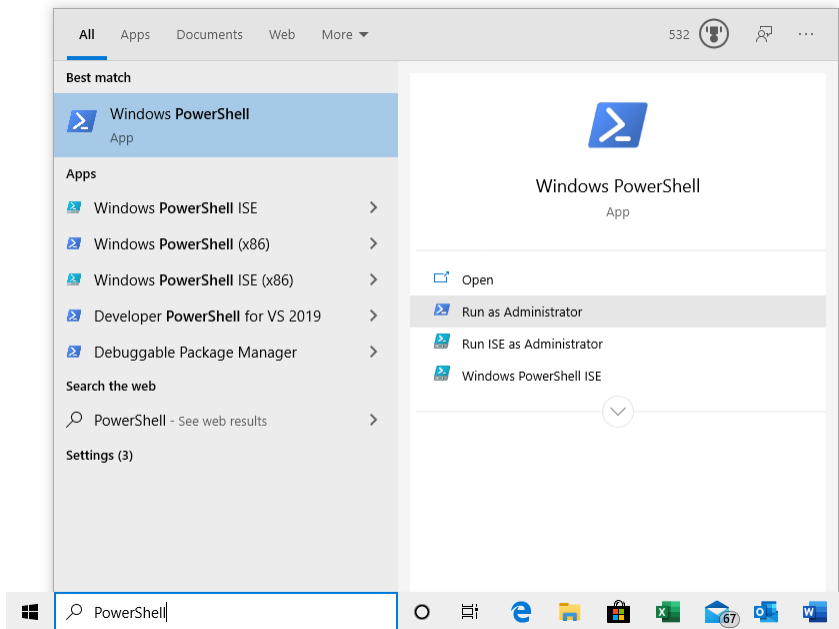 All Apps Documents Web More 532
Best match
Windows PowerShell
App
Apps
Windows PowerShell ISE
Windows PowerShell (x86)
Windows PowerShell ISE (x86)
Developer PowerShell for VS 2019
Debuggable Package Manager
Search the web
PowerShell - See web results
Settings (3)
Windows PowerShell
App
Open
Run as Administrator
Run ISE as Administrator
Windows PowerShell ISE
PowerShell
67